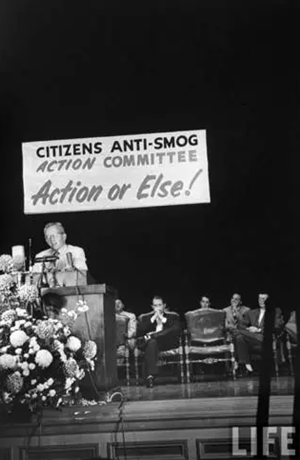 CITIZENS ANTI-SMOG
ACTION COMMITTEE
Action or Else!
LIFE